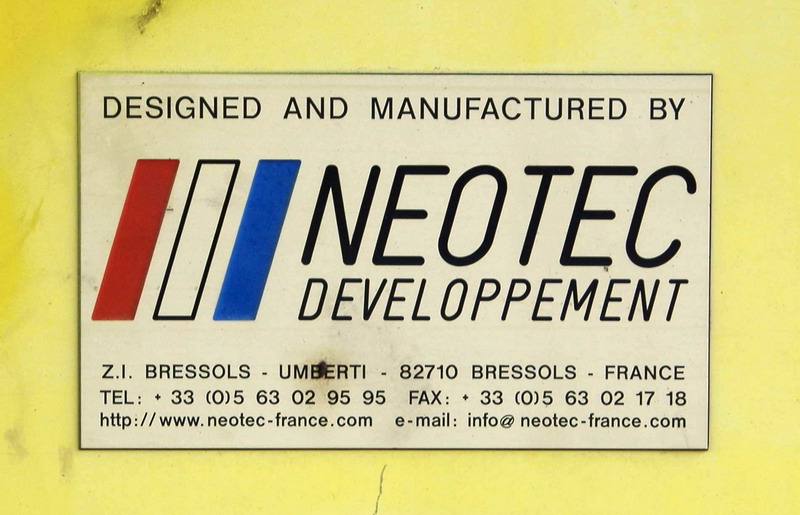 DESIGNED AND MANUFACTURED BY
NEOTEC
DEVELOPPEMENT
Z.I. BRESSOLS - UMBERTI - 82710 BRESSOLS - FRANCE
TEL: + 33 (0)5 63 02 95 95 FAX: + 33 (0)5 63 02 17 18
http://www.neotec-france.com e-mail: info@neotec-france.com